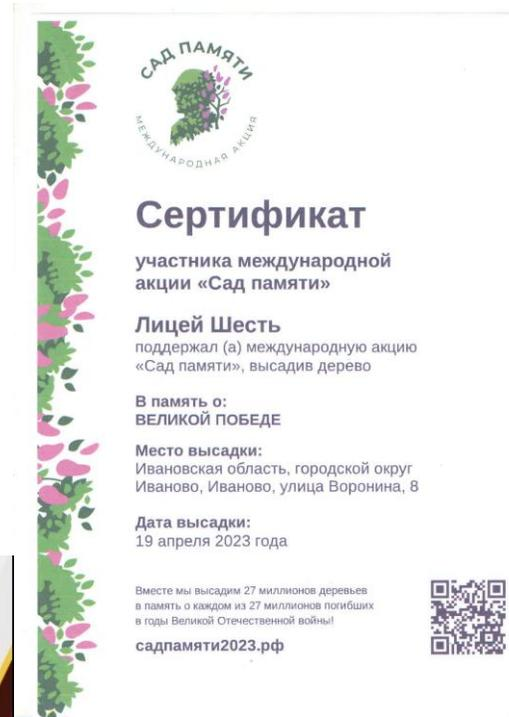 САД ПАМЯТИ
МЕЖДУНАРОДНАЯ АКЦИЯ
Сертификат
участника международной
акции «Сад памяти»
Лицей Шесть
поддержал (а) международную акцию
«Сад памяти», высадив дерево
В память о:
ВЕЛИКОЙ ПОБЕДЕ
Место высадки:
Ивановская область, городской округ
Иваново, Иваново, улица Воронина, 8
Дата высадки:
19 апреля 2023 года
Вместе мы высадим 27 миллионов деревьев
в память о каждом из 27 миллионов погибших
в годы Великой Отечественной войны!
садпамяти2023.рф